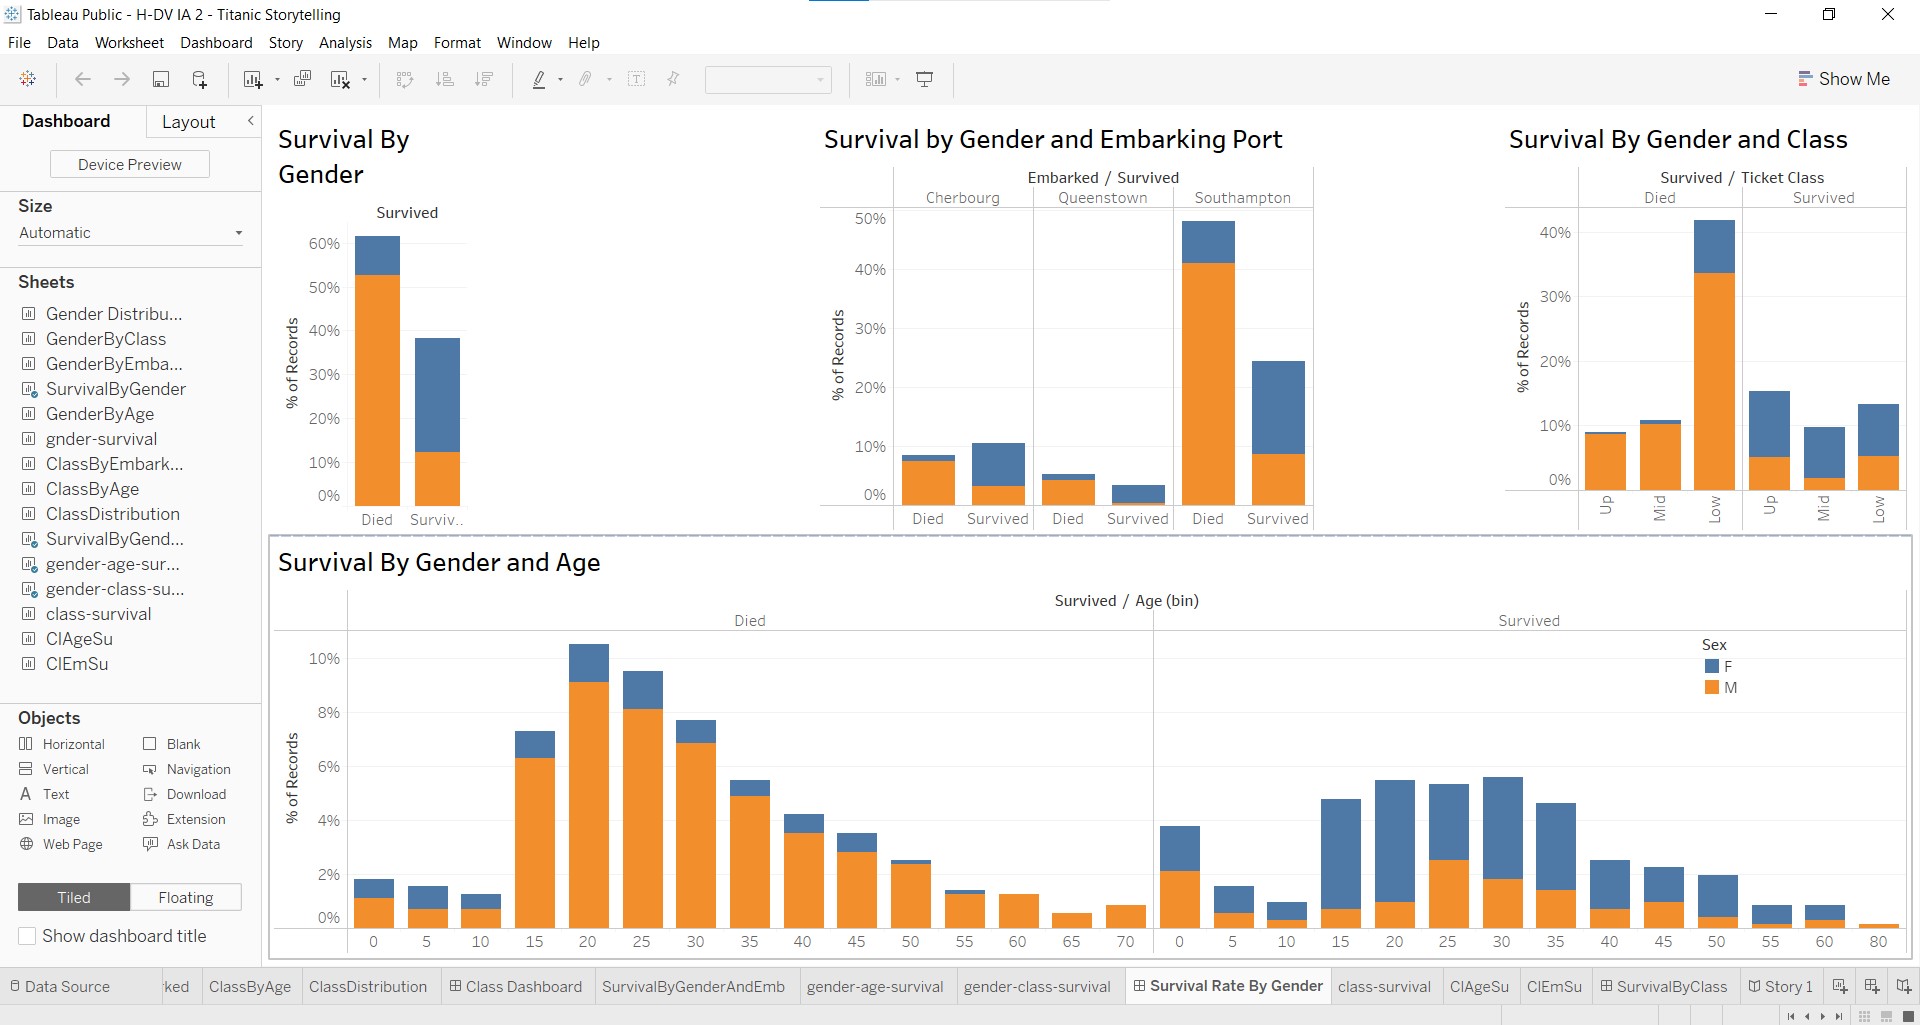 Tableau Public - H-DV IA 2 - Titanic Storytelling
File Data Worksheet Dashboard Story Analysis Map Format Window Help
Show Me
Dashboard Layout
Device Preview
Size
Automatic
Sheets
Gender Distribu...
GenderByClass
GenderByEmba...
SurvivalByGender
GenderByAge
gnder-survival
ClassByEmbark...
ClassByAge
ClassDistribution
SurvivalByGend...
gender-age-sur...
gender-class-su...
class-survival
ClAgeSu
ClEmSu
Objects
Horizontal Blank
Vertical Navigation
Text Download
Image Extension
Web Page Ask Data
Tiled Floating
Show dashboard title
Survival By
Gender
Survived
% of Records
60%
50%
40%
30%
20%
10%
0%
Died Surviv..
Survival by Gender and Embarking Port
Embarked / Survived
Cherbourg Queenstown Southampton
% of Records
50%
40%
30%
20%
10%
0%
Died Survived Died Survived Died Survived
Survival By Gender and Class
Survived / Ticket Class
Died Survived
% of Records
40%
30%
20%
10%
0%
Up Mid Low Up Mid Low
Survival By Gender and Age
Survived / Age (bin)
Died Survived
Sex
F
M
% of Records
10%
8%
6%
4%
2%
0%
0 5 10 15 20 25 30 35 40 45 50 55 60 65 70 0 5 10 15 20 25 30 35 40 45 50 55 60 80
Data Source rked ClassByAge ClassDistribution Class Dashboard SurvivalByGenderAndEmb gender-age-survival gender-class-survival Survival Rate By Gender class-survival ClAgeSu ClEmSu SurvivalByClass Story 1